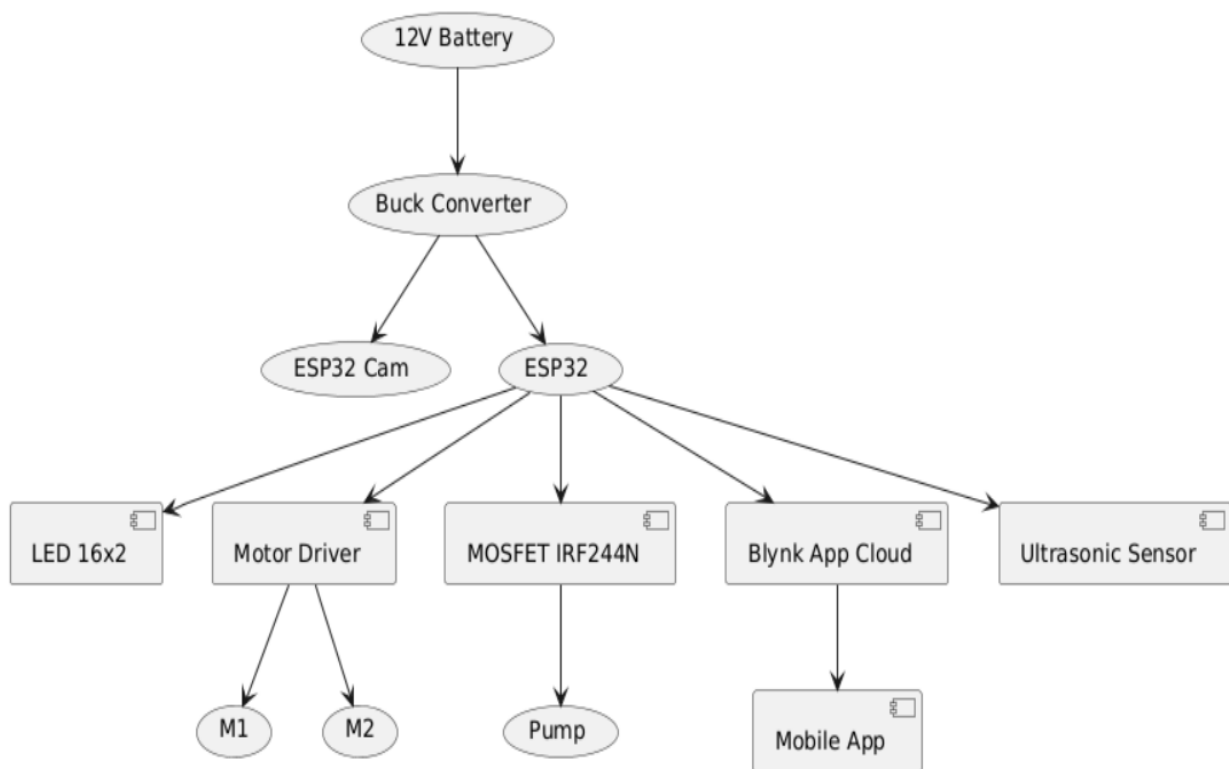 12V Battery
Buck Converter
ESP32 Cam
ESP32
LED 16x2
Motor Driver
MOSFET IRF244N
Blynk App Cloud
Ultrasonic Sensor
M1
M2
Pump
Mobile App